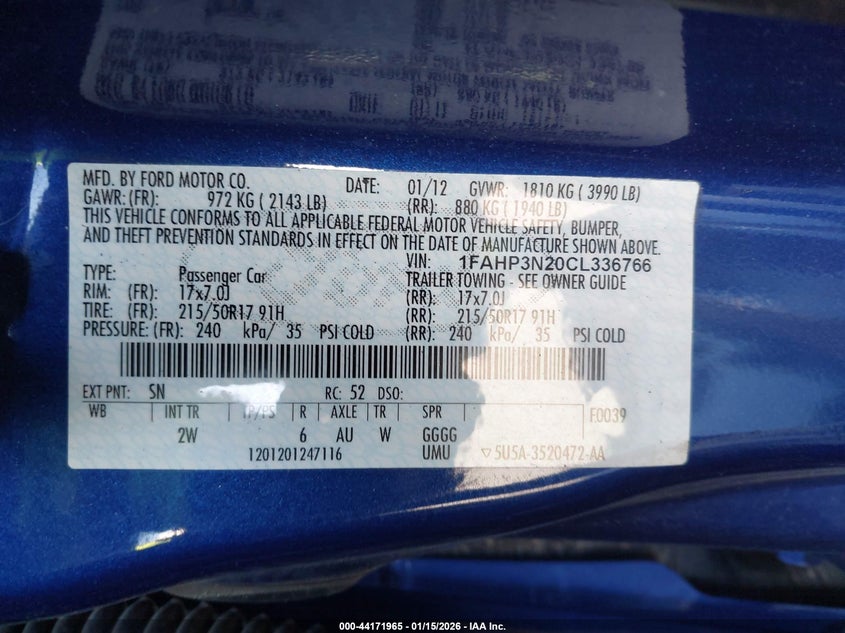 MFD. BY FORD MOTOR CO. DATE: 01/12 GVWR: 1810 KG ( 3990 LB)
GAWR: (FR): 972 KG ( 2143 LB) (RR): 880 KG ( 1940 LB)
THIS VEHICLE CONFORMS TO ALL APPLICABLE FEDERAL MOTOR VEHICLE SAFETY, BUMPER,
AND THEFT PREVENTION STANDARDS IN EFFECT ON THE DATE OF MANUFACTURE SHOWN ABOVE.
VIN: 1FAHP3N20CL336766
TYPE: Passenger Car TRAILER TOWING - SEE OWNER GUIDE
RIM: (FR): 17x7.0J (RR): 17x7.0J
TIRE: (FR): 215/50R17 91H (RR): 215/50R17 91H
PRESSURE: (FR): 240 kPa/ 35 PSI COLD (RR): 240 kPa/ 35 PSI COLD
EXT PNT: SN RC: 52 DSO:
WB INT TR TP/PS R AXLE TR SPR F0039
2W 6 AU W GGGG
1201201247116 UMU ▽5U5A-3520472-AA
000-44171965 - 01/15/2026 - IAA Inc.